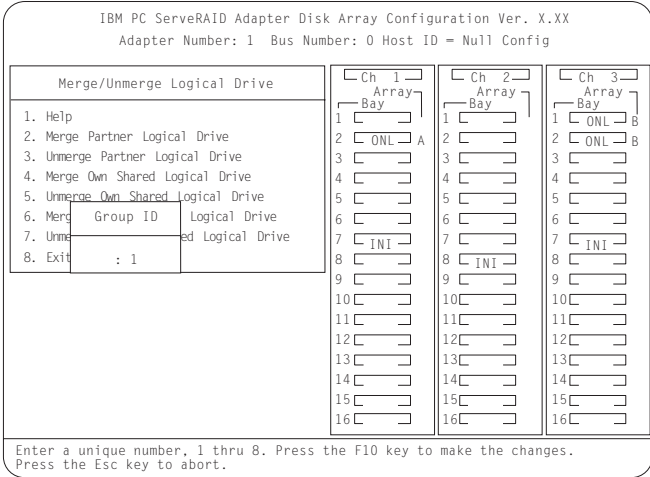 IBM PC ServeRAID Adapter Disk Array Configuration Ver. X.XX
Adapter Number: 1 Bus Number: 0 Host ID = Null Config
Merge/Unmerge Logical Drive
1. Help
2. Merge Partner Logical Drive
3. Unmerge Partner Logical Drive
4. Merge Own Shared Logical Drive
5. Unmerge Own Shared Logical Drive
6. Merg Logical Drive
7. Unme ed Logical Drive
8. Exit
Group ID
: 1
Ch 1
Array
Bay
1
2 ONL A
3
4
5
6
7 INI
8
9
10
11
12
13
14
15
16
Ch 2
Array
Bay
1
2
3
4
5
6
7
8 INI
9
10
11
12
13
14
15
16
Ch 3
Array
Bay
1 ONL B
2 ONL B
3
4
5
6
7 INI
8
9
10
11
12
13
14
15
16
Enter a unique number, 1 thru 8. Press the F10 key to make the changes.
Press the Esc key to abort.